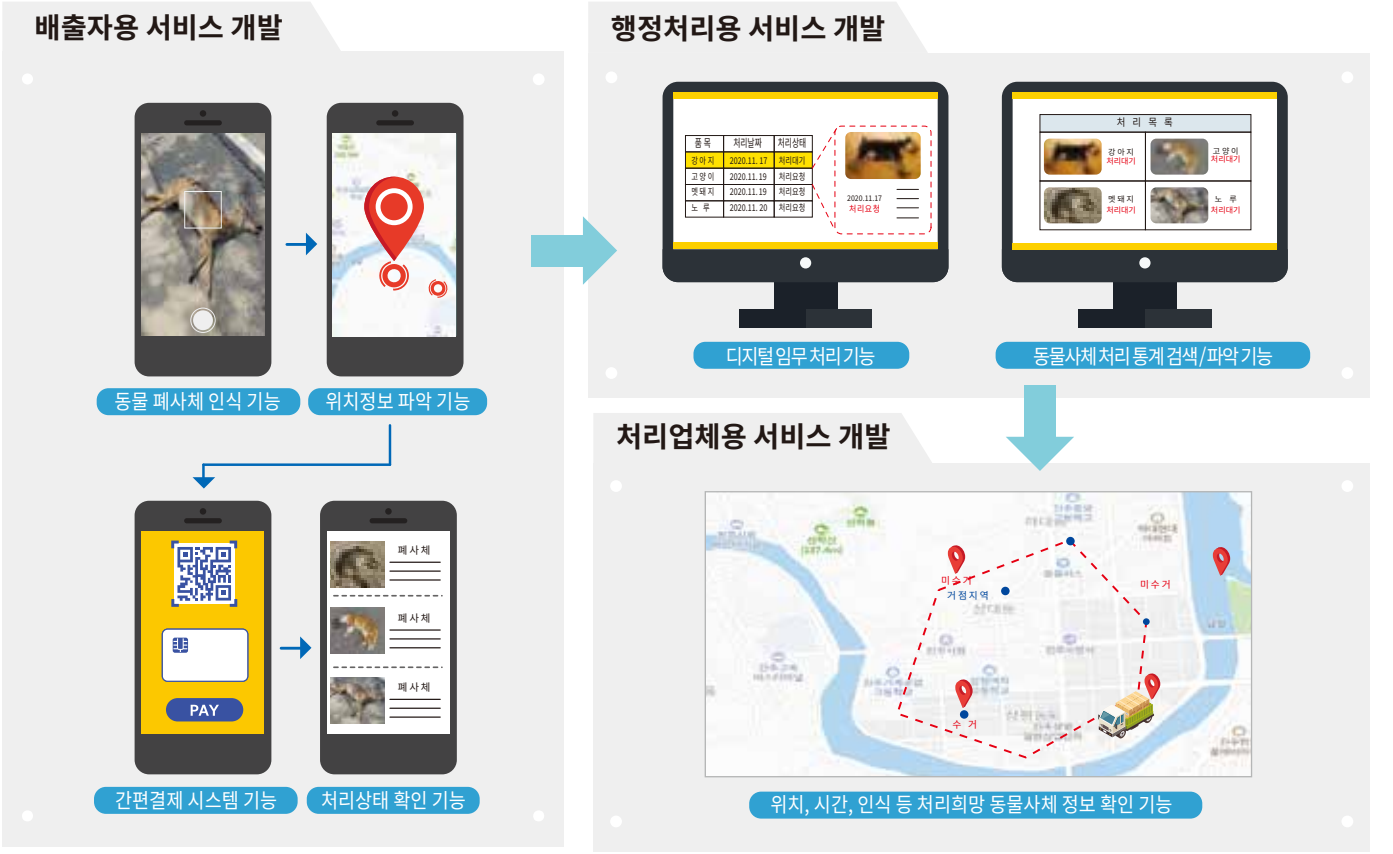 배출자용 서비스 개발
동물 폐사체 인식 기능
위치정보 파악 기능
PAY
폐사체
폐사체
폐사체
간편결제 시스템 기능
처리상태 확인 기능
행정처리용 서비스 개발
품목 처리날짜 처리상태
강아지 2020.11.17 처리대기
고양이 2020.11.19 처리요청
멧돼지 2020.11.19 처리요청
노 루 2020.11.20 처리요청
2020.11.17
처리요청
디지털 임무 처리 기능
처 리 목 록
강아지
처리대기
고양이
처리대기
멧돼지
처리대기
노 루
처리대기
동물사체 처리 통계 검색/파악 기능
처리업체용 서비스 개발
미수거
거점지역
미수거
수 거
위치, 시간, 인식 등 처리희망 동물사체 정보 확인 기능